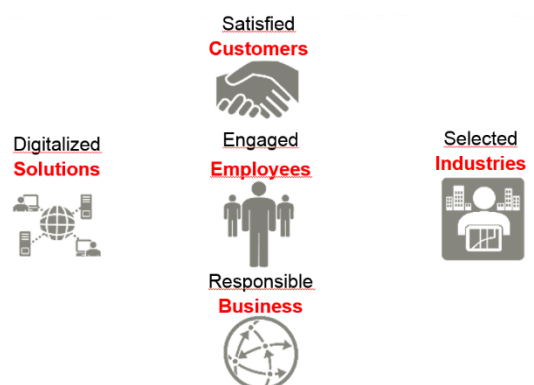 Satisfied
Customers
Digitalized
Solutions
Engaged
Employees
Selected
Industries
Responsible
Business